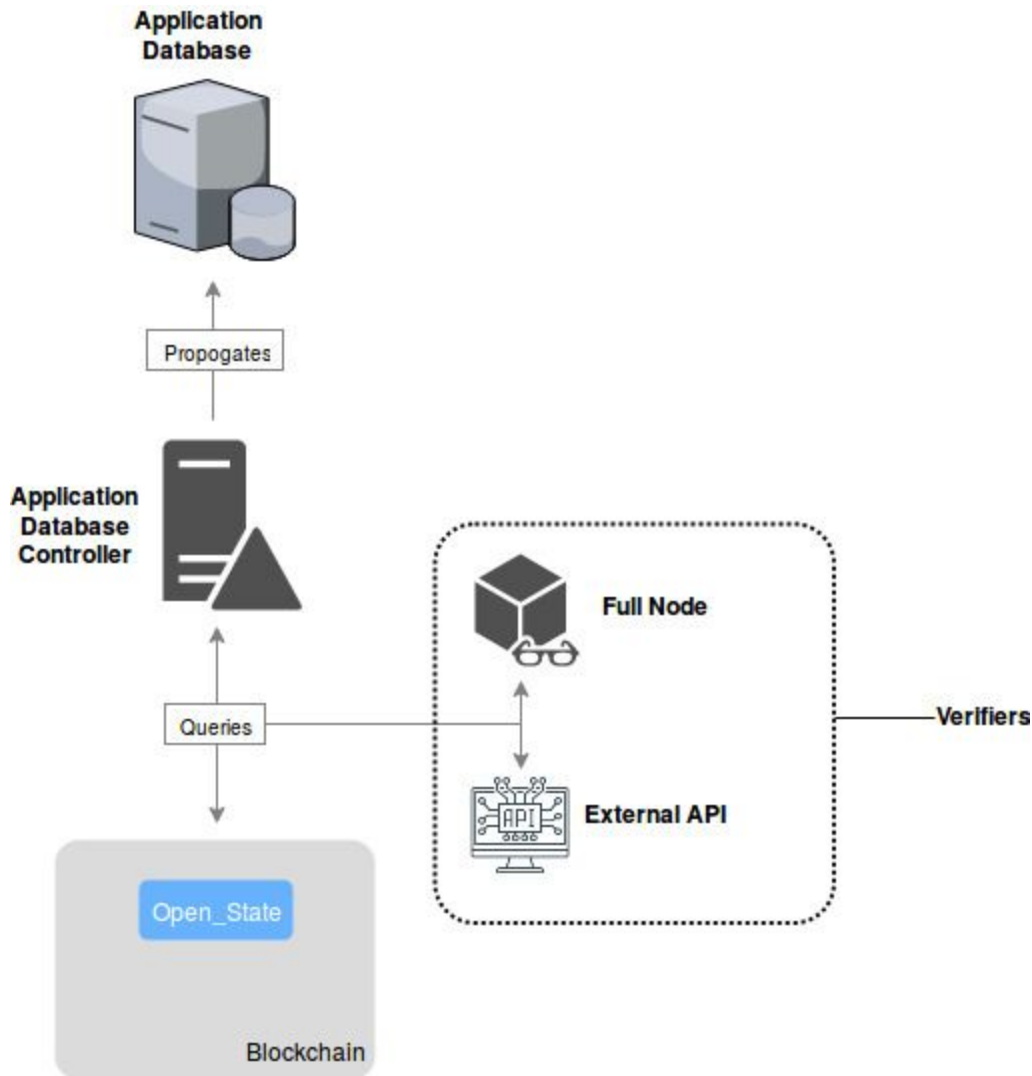 Application
Database
Propogates
Application
Database
Controller
Full Node
Queries
Verifiers
External API
API
Open_State
Blockchain